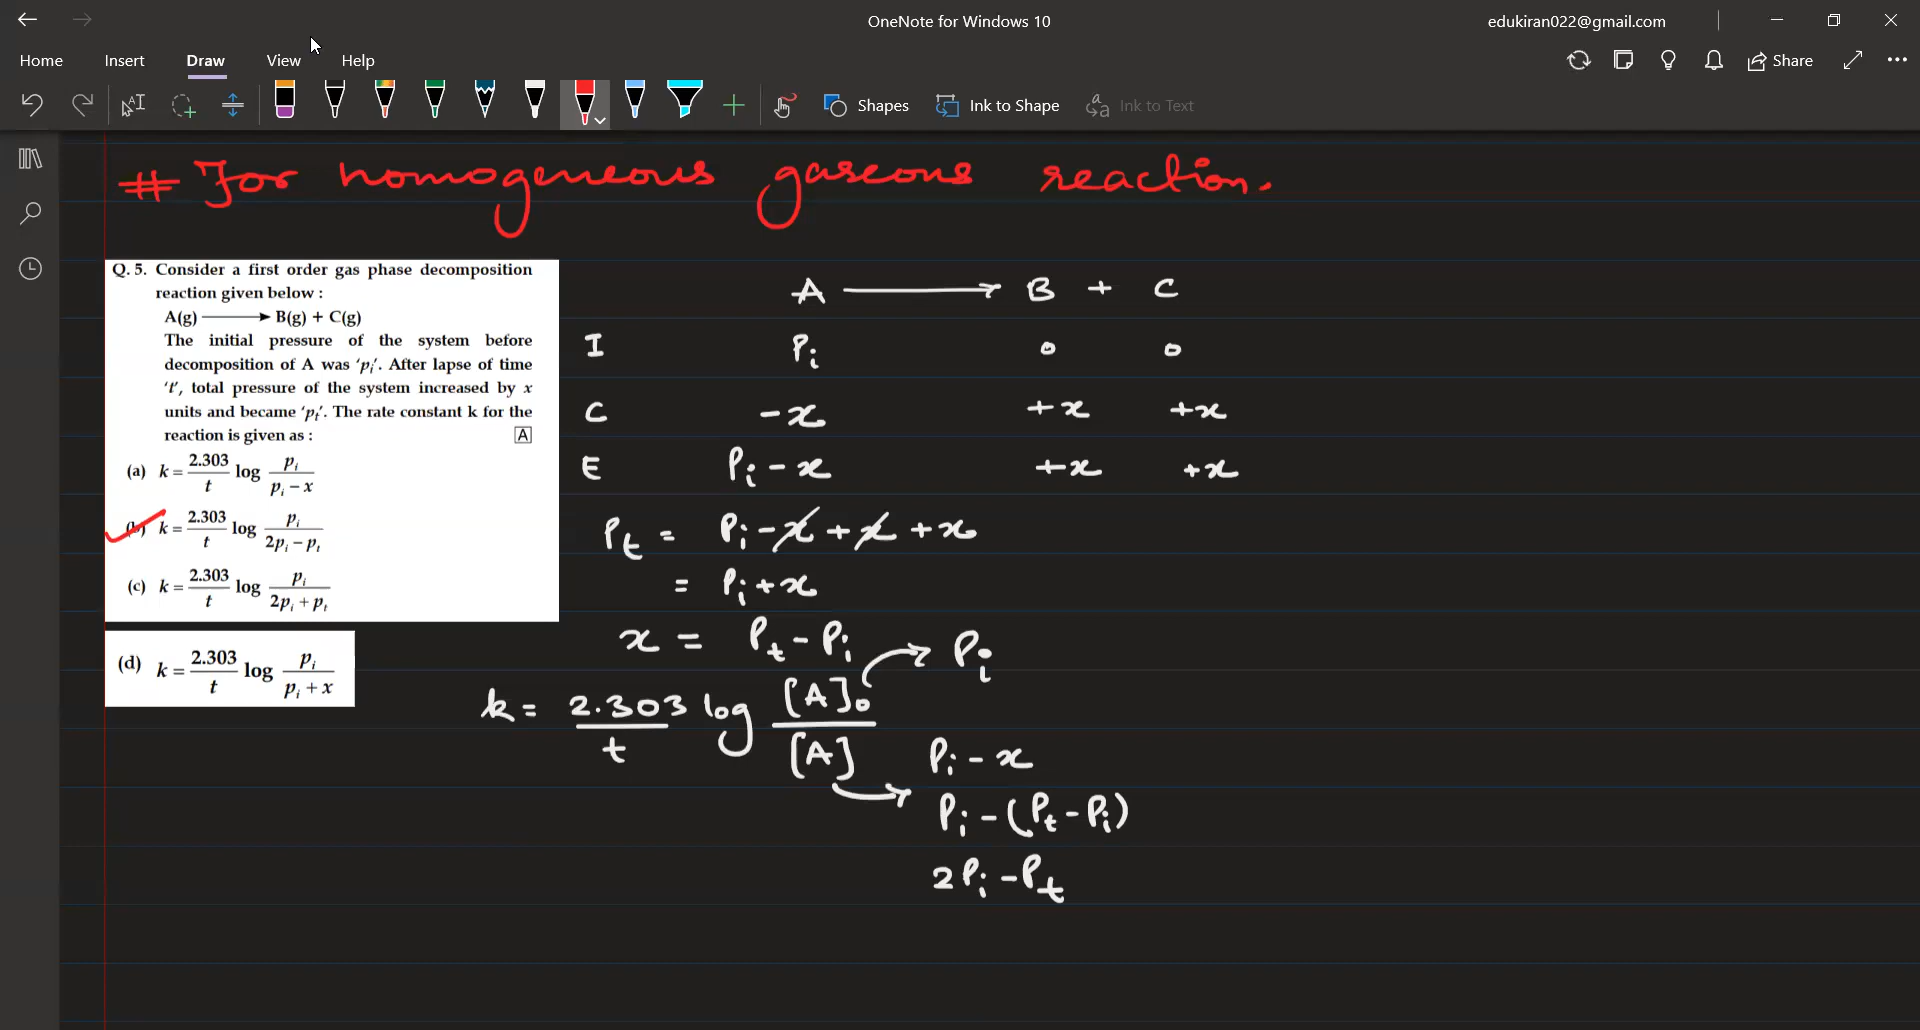 OneNote for Windows 10
edukiran022@gmail.com
Home Insert Draw View Help
Share
Shapes Ink to Shape Ink to Text
# For homogeneous gaseous reaction.
Q. 5. Consider a first order gas phase decomposition
reaction given below :
A(g) ⟶ B(g) + C(g)
The initial pressure of the system before
decomposition of A was 'pᵢ'. After lapse of time
't', total pressure of the system increased by x
units and became 'pₜ'. The rate constant k for the
reaction is given as : A
(a) k = 2.303/t log pᵢ/(pᵢ − x)
(b) k = 2.303/t log pᵢ/(2pᵢ − pₜ)
(c) k = 2.303/t log pᵢ/(2pᵢ + pₜ)
(d) k = 2.303/t log pᵢ/(pᵢ + x)
A ⟶ B + C
I Pᵢ 0 0
C -x +x +x
E Pᵢ - x +x +x
Pₜ = Pᵢ - x + x + x
= Pᵢ + x
x = Pₜ - Pᵢ
k = 2.303/t log [A]₀/[A]
Pᵢ
Pᵢ - x
Pᵢ - (Pₜ - Pᵢ)
2Pᵢ - Pₜ